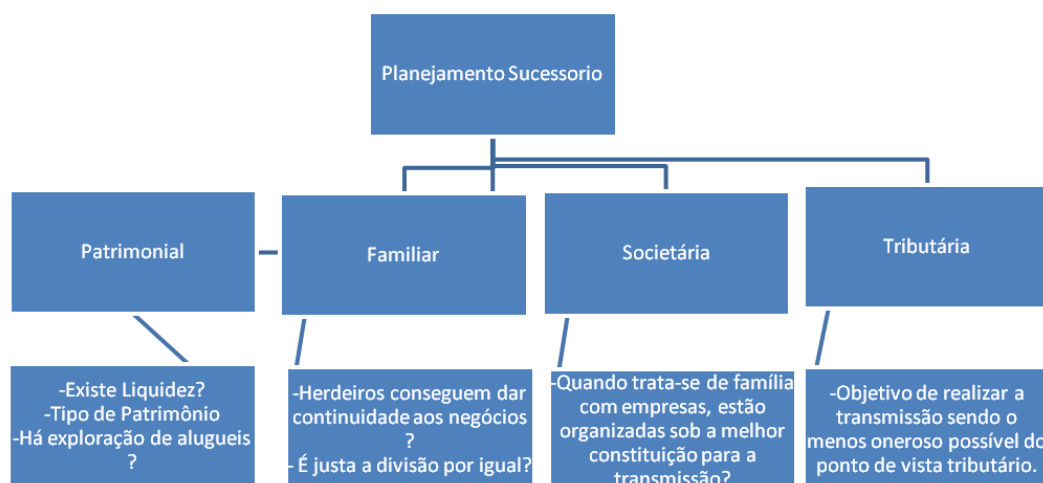 Planejamento Sucessorio
Patrimonial
Familiar
Societária
Tributária
-Existe Liquidez?
-Tipo de Patrimônio
-Há exploração de alugueis
?
-Herdeiros conseguem dar
continuidade aos negócios
?
- É justa a divisão por igual?
-Quando trata-se de família
com empresas, estão
organizadas sob a melhor
constituição para a
transmissão?
-Objetivo de realizar a
transmissão sendo o
menos oneroso possível do
ponto de vista tributário.